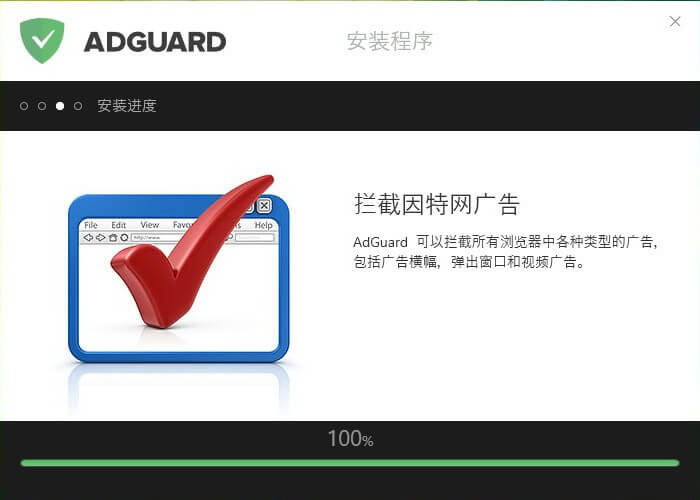 ADGUARD
安装程序
安装进度
File Edit View Help
http://www
拦截因特网广告
AdGuard 可以拦截所有浏览器中各种类型的广告，
包括广告横幅，弹出窗口和视频广告。
100%